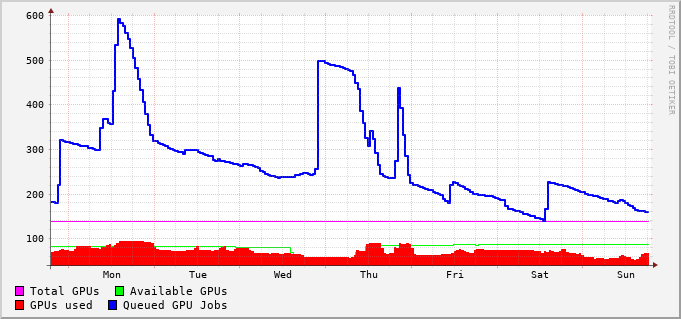 600
500
400
300
200
100
Mon Tue Wed Thu Fri Sat Sun
Total GPUs Available GPUs
GPUs used Queued GPU Jobs
RRDTOOL / TOBI OETIKER